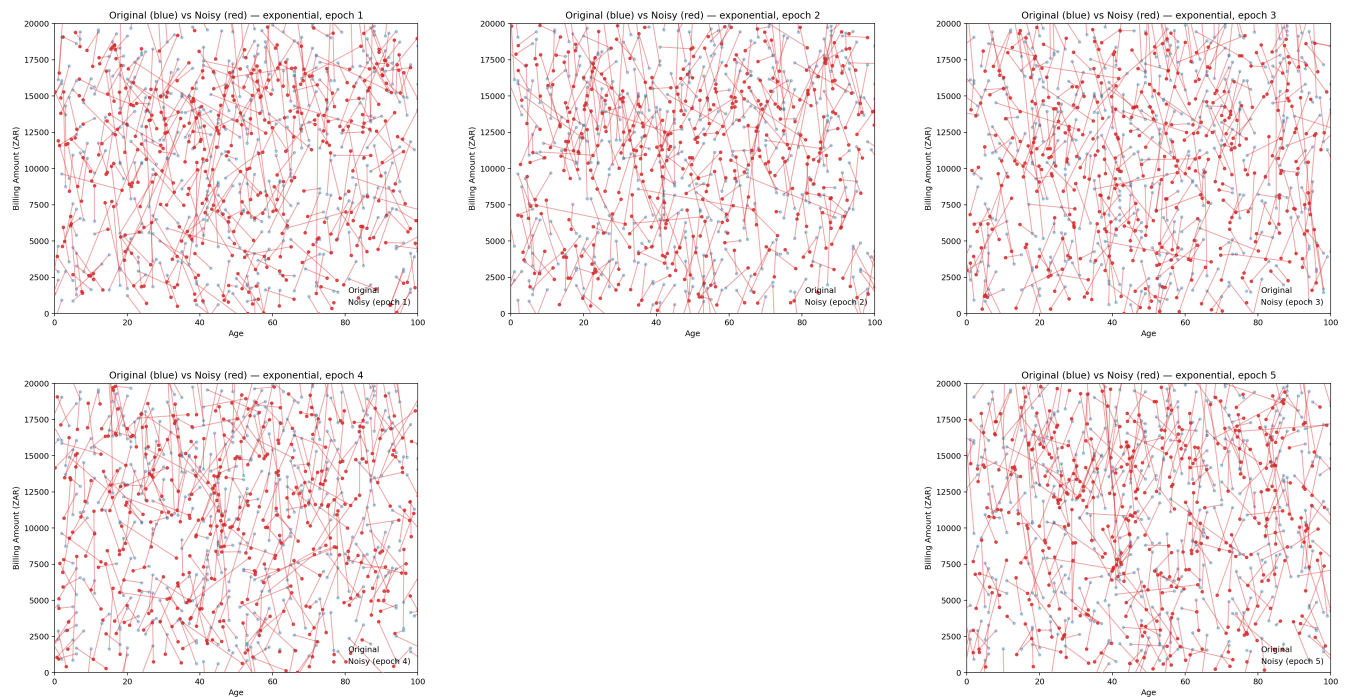 Original (blue) vs Noisy (red) — exponential, epoch 1
20000
17500
15000
12500
10000
7500
5000
2500
0
Billing Amount (ZAR)
Original
Noisy (epoch 1)
0 20 40 60 80 100
Age
Original (blue) vs Noisy (red) — exponential, epoch 2
20000
17500
15000
12500
10000
7500
5000
2500
0
Billing Amount (ZAR)
Original
Noisy (epoch 2)
0 20 40 60 80 100
Age
Original (blue) vs Noisy (red) — exponential, epoch 3
20000
17500
15000
12500
10000
7500
5000
2500
0
Billing Amount (ZAR)
Original
Noisy (epoch 3)
0 20 40 60 80 100
Age
Original (blue) vs Noisy (red) — exponential, epoch 4
20000
17500
15000
12500
10000
7500
5000
2500
0
Billing Amount (ZAR)
Original
Noisy (epoch 4)
0 20 40 60 80 100
Age
Original (blue) vs Noisy (red) — exponential, epoch 5
20000
17500
15000
12500
10000
7500
5000
2500
0
Billing Amount (ZAR)
Original
Noisy (epoch 5)
0 20 40 60 80 100
Age